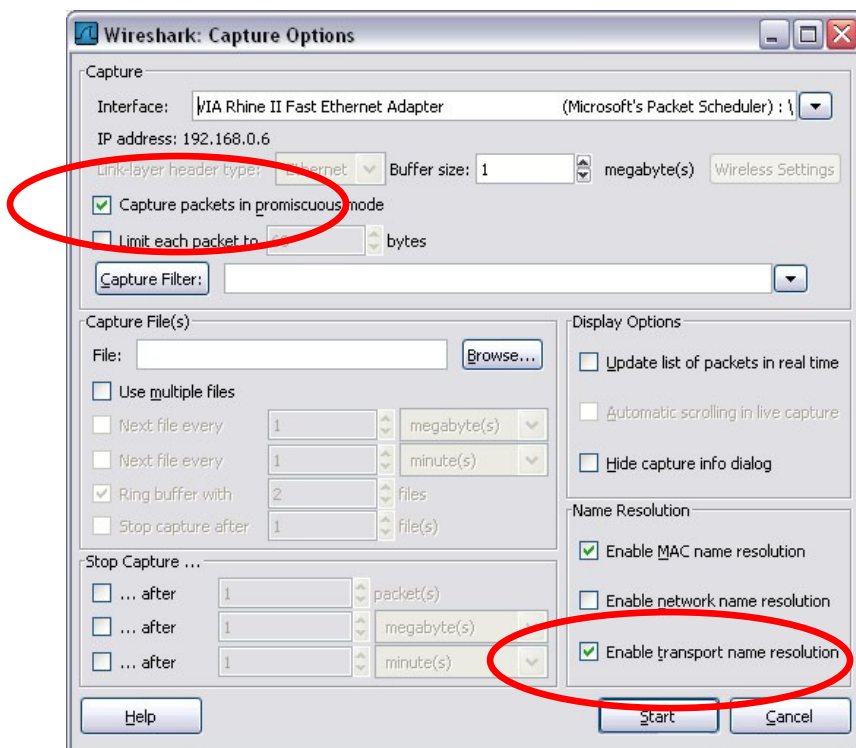 Wireshark: Capture Options
Capture
Interface: VIA Rhine II Fast Ethernet Adapter (Microsoft's Packet Scheduler) : \
IP address: 192.168.0.6
Link-layer header type: Ethernet Buffer size: 1 megabyte(s) Wireless Settings
Capture packets in promiscuous mode
Limit each packet to 68 bytes
Capture Filter:
Capture File(s)
File: Browse...
Use multiple files
Next file every 1 megabyte(s)
Next file every 1 minute(s)
Ring buffer with 2 files
Stop capture after 1 file(s)
Stop Capture ...
... after 1 packet(s)
... after 1 megabyte(s)
... after 1 minute(s)
Display Options
Update list of packets in real time
Automatic scrolling in live capture
Hide capture info dialog
Name Resolution
Enable MAC name resolution
Enable network name resolution
Enable transport name resolution
Help Start Cancel